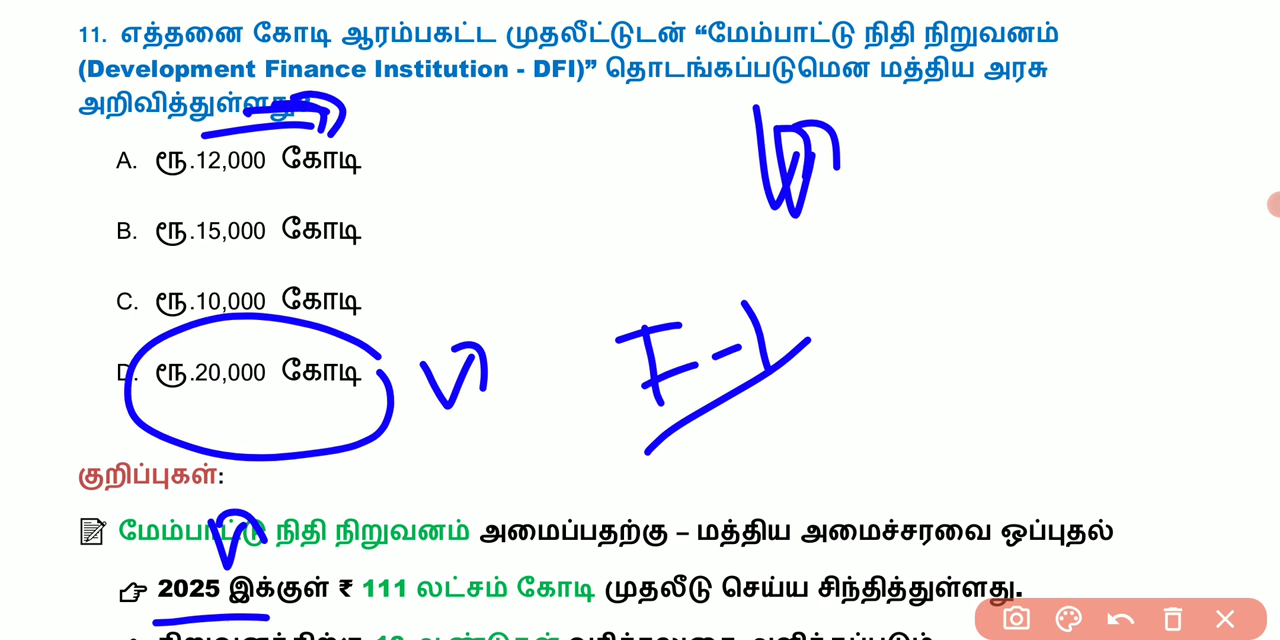 11. எத்தனை கோடி ஆரம்பகட்ட முதலீட்டுடன் “மேம்பாட்டு நிதி நிறுவனம்
(Development Finance Institution - DFI)” தொடங்கப்படுமென மத்திய அரசு
அறிவித்துள்ளது?
A. ரூ.12,000 கோடி
B. ரூ.15,000 கோடி
C. ரூ.10,000 கோடி
D. ரூ.20,000 கோடி
குறிப்புகள்:
மேம்பாட்டு நிதி நிறுவனம் அமைப்பதற்கு – மத்திய அமைச்சரவை ஒப்புதல்
2025 இக்குள் ₹ 111 லட்சம் கோடி முதலீடு செய்ய சிந்தித்துள்ளது.